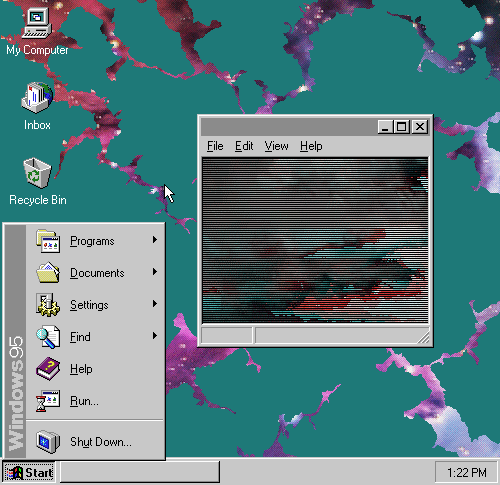 My Computer
Inbox
Recycle Bin
File Edit View Help
Programs
Documents
Settings
Find
Help
Run...
Shut Down...
Windows95
Start
1:22 PM